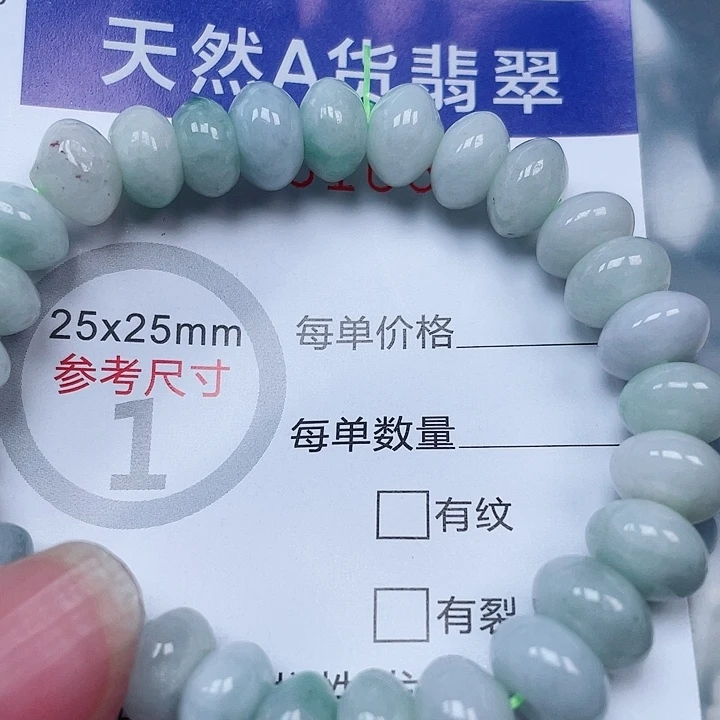 天然A货翡翠
25x25mm
参考尺寸
1
每单价格
每单数量
有纹
有裂